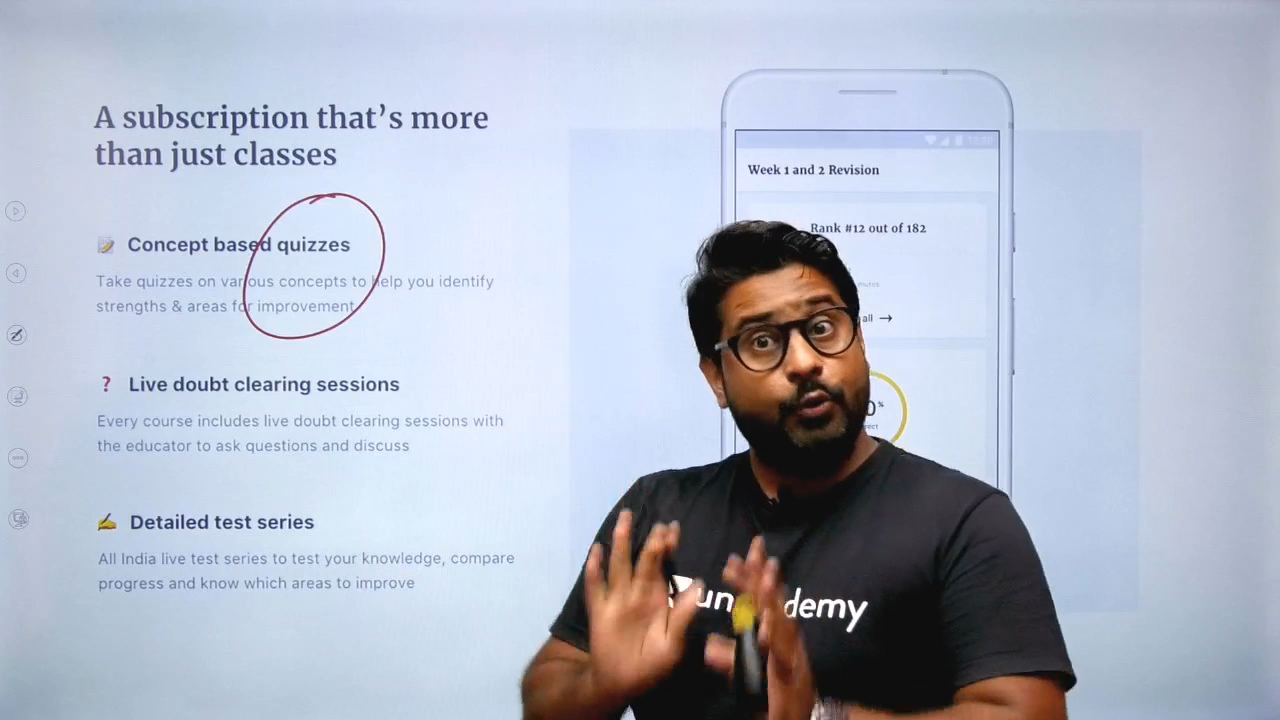 A subscription that's more
than just classes
Concept based quizzes
Take quizzes on various concepts to help you identify
strengths & areas for improvement
Live doubt clearing sessions
Every course includes live doubt clearing sessions with
the educator to ask questions and discuss
Detailed test series
All India live test series to test your knowledge, compare
progress and know which areas to improve
Week 1 and 2 Revision
Rank #12 out of 182
all →